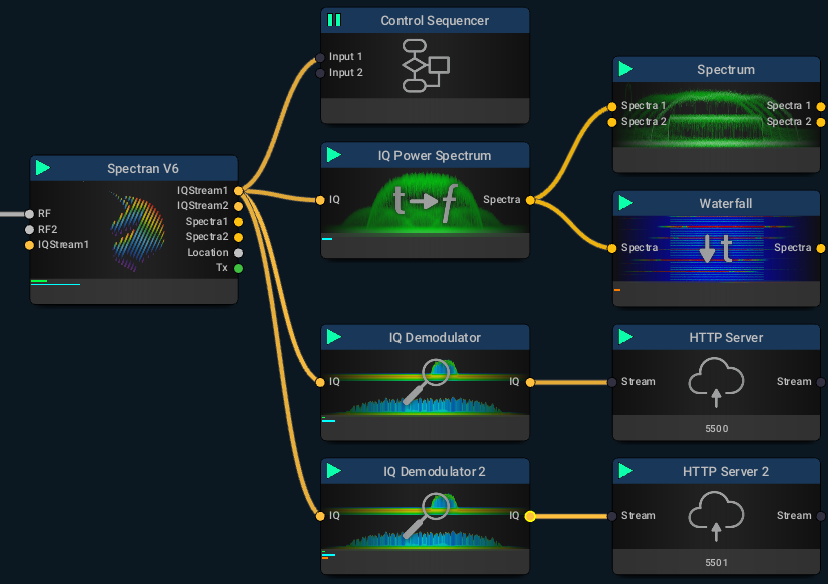 Control Sequencer
Input 1
Input 2
Spectrum
Spectra 1 Spectra 1
Spectra 2 Spectra 2
IQ Power Spectrum
IQ t f Spectra
Spectran V6
IQStream1
IQStream2
Spectra1
Spectra2
Location
Tx
RF
RF2
IQStream1
Waterfall
Spectra t Spectra
IQ Demodulator
IQ IQ
HTTP Server
Stream Stream
5500
IQ Demodulator 2
IQ IQ
HTTP Server 2
Stream Stream
5501